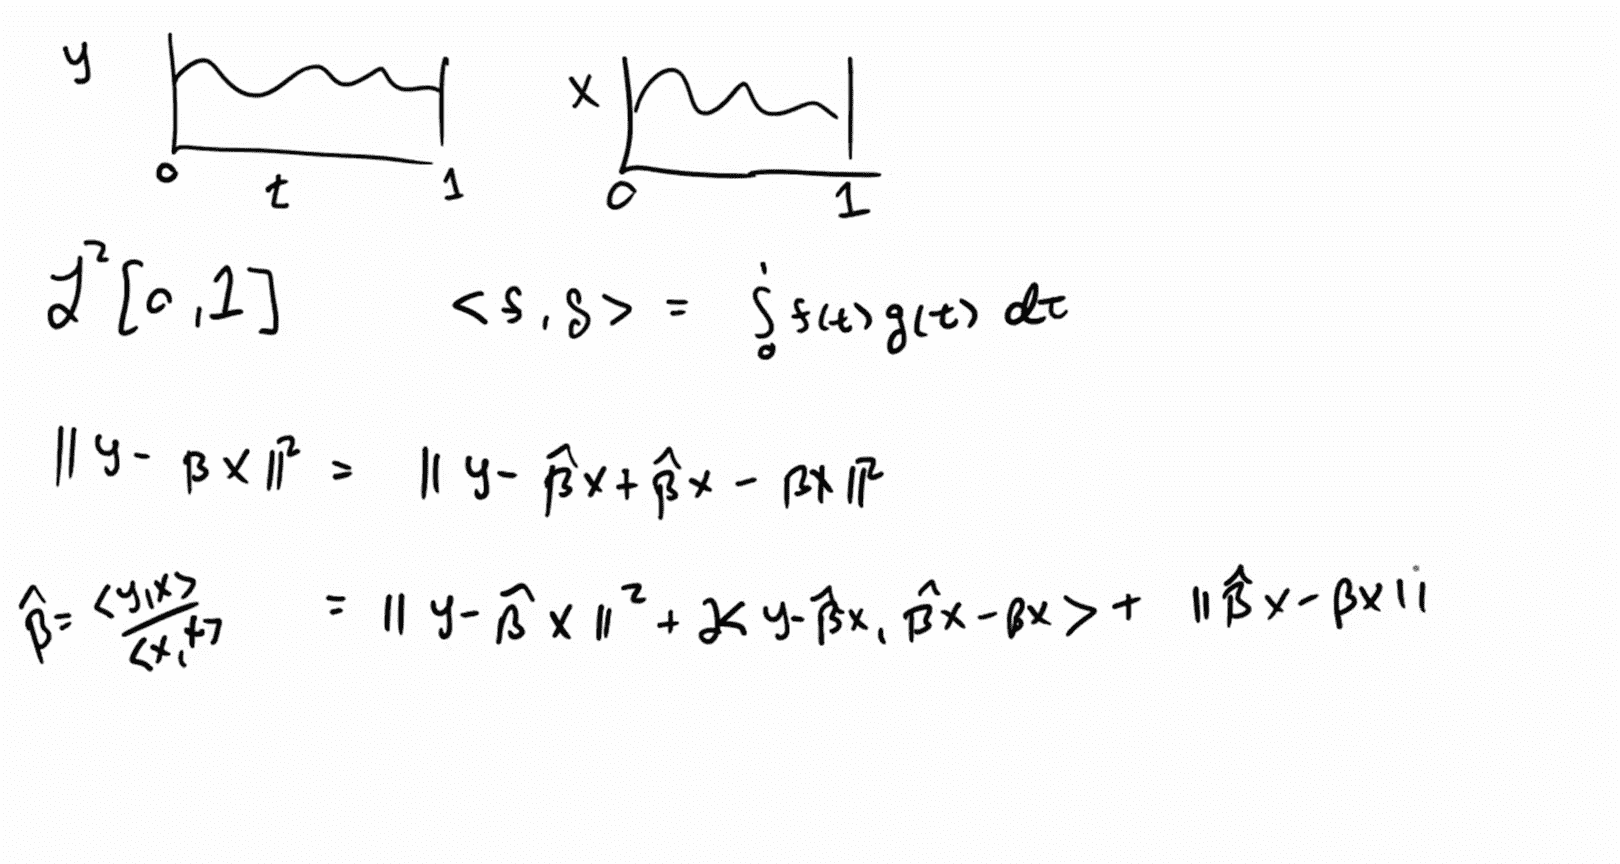 y x
0 t 1 0 1
ℒ²[0,1] <f,g> = ∫₀¹ f(t)g(t) dt
||y - βx||² = ||y - β̂x + β̂x - βx||²
β̂ = <y,x>/<x,x> = ||y - β̂x||² + 2<y - β̂x, β̂x - βx> + ||β̂x - βx||